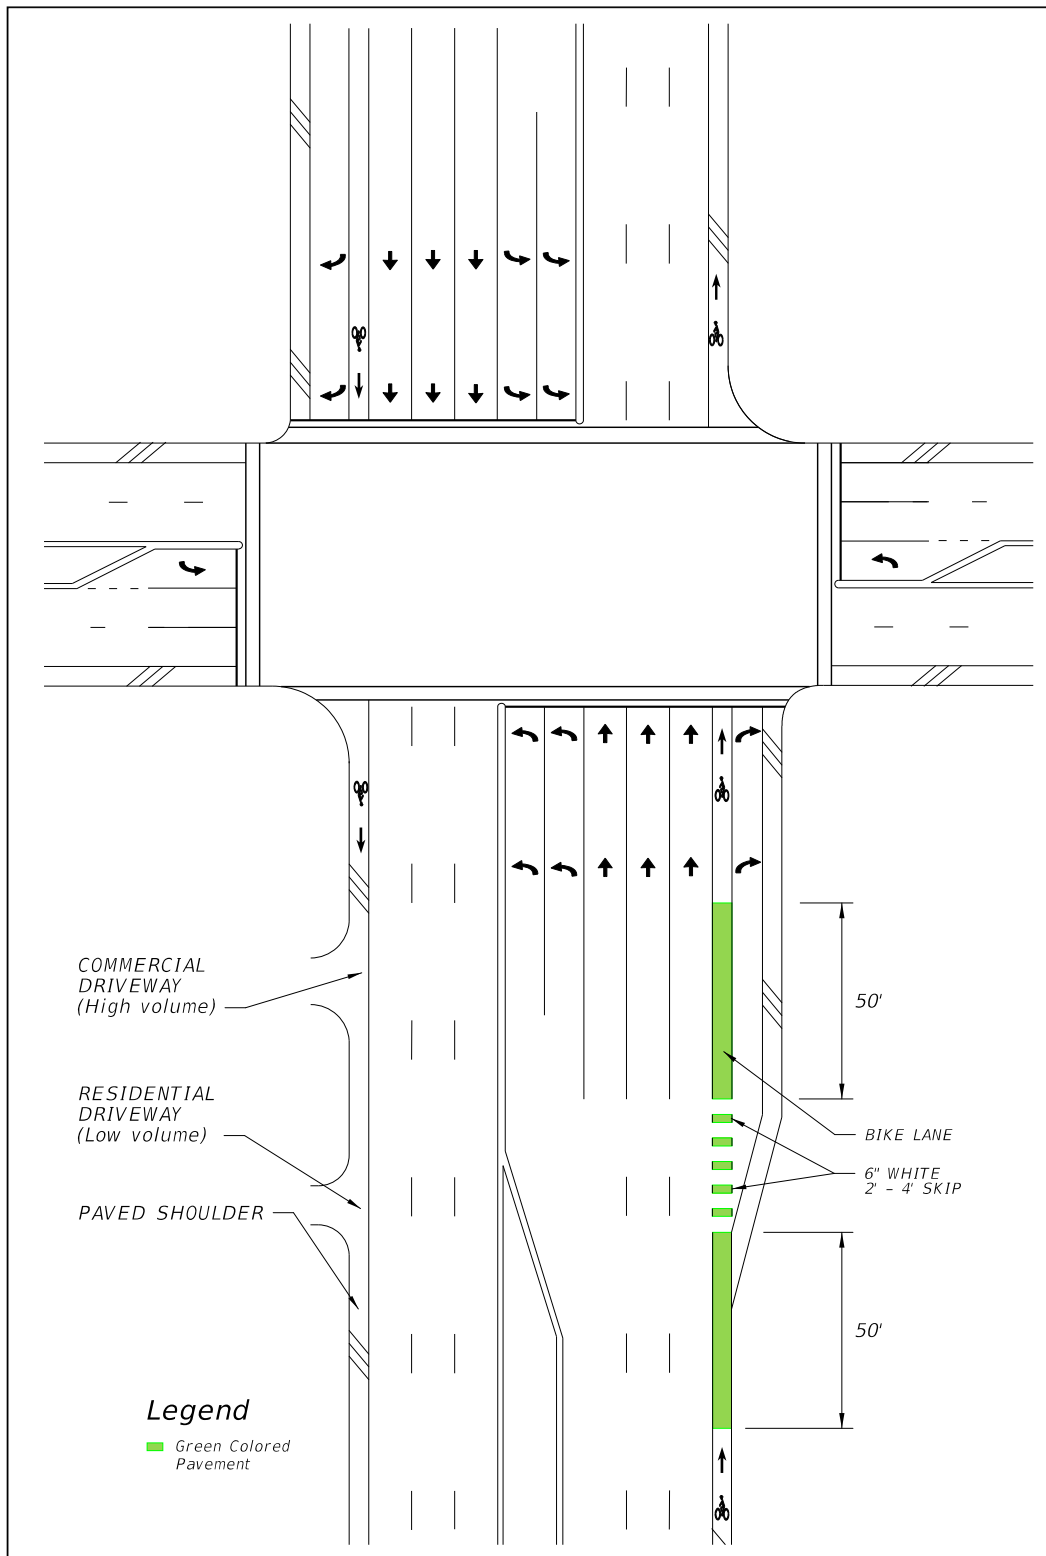 COMMERCIAL
DRIVEWAY
(High volume)
50'
RESIDENTIAL
DRIVEWAY
(Low volume)
BIKE LANE
6" WHITE
2' - 4' SKIP
PAVED SHOULDER
50'
Legend
Green Colored
Pavement